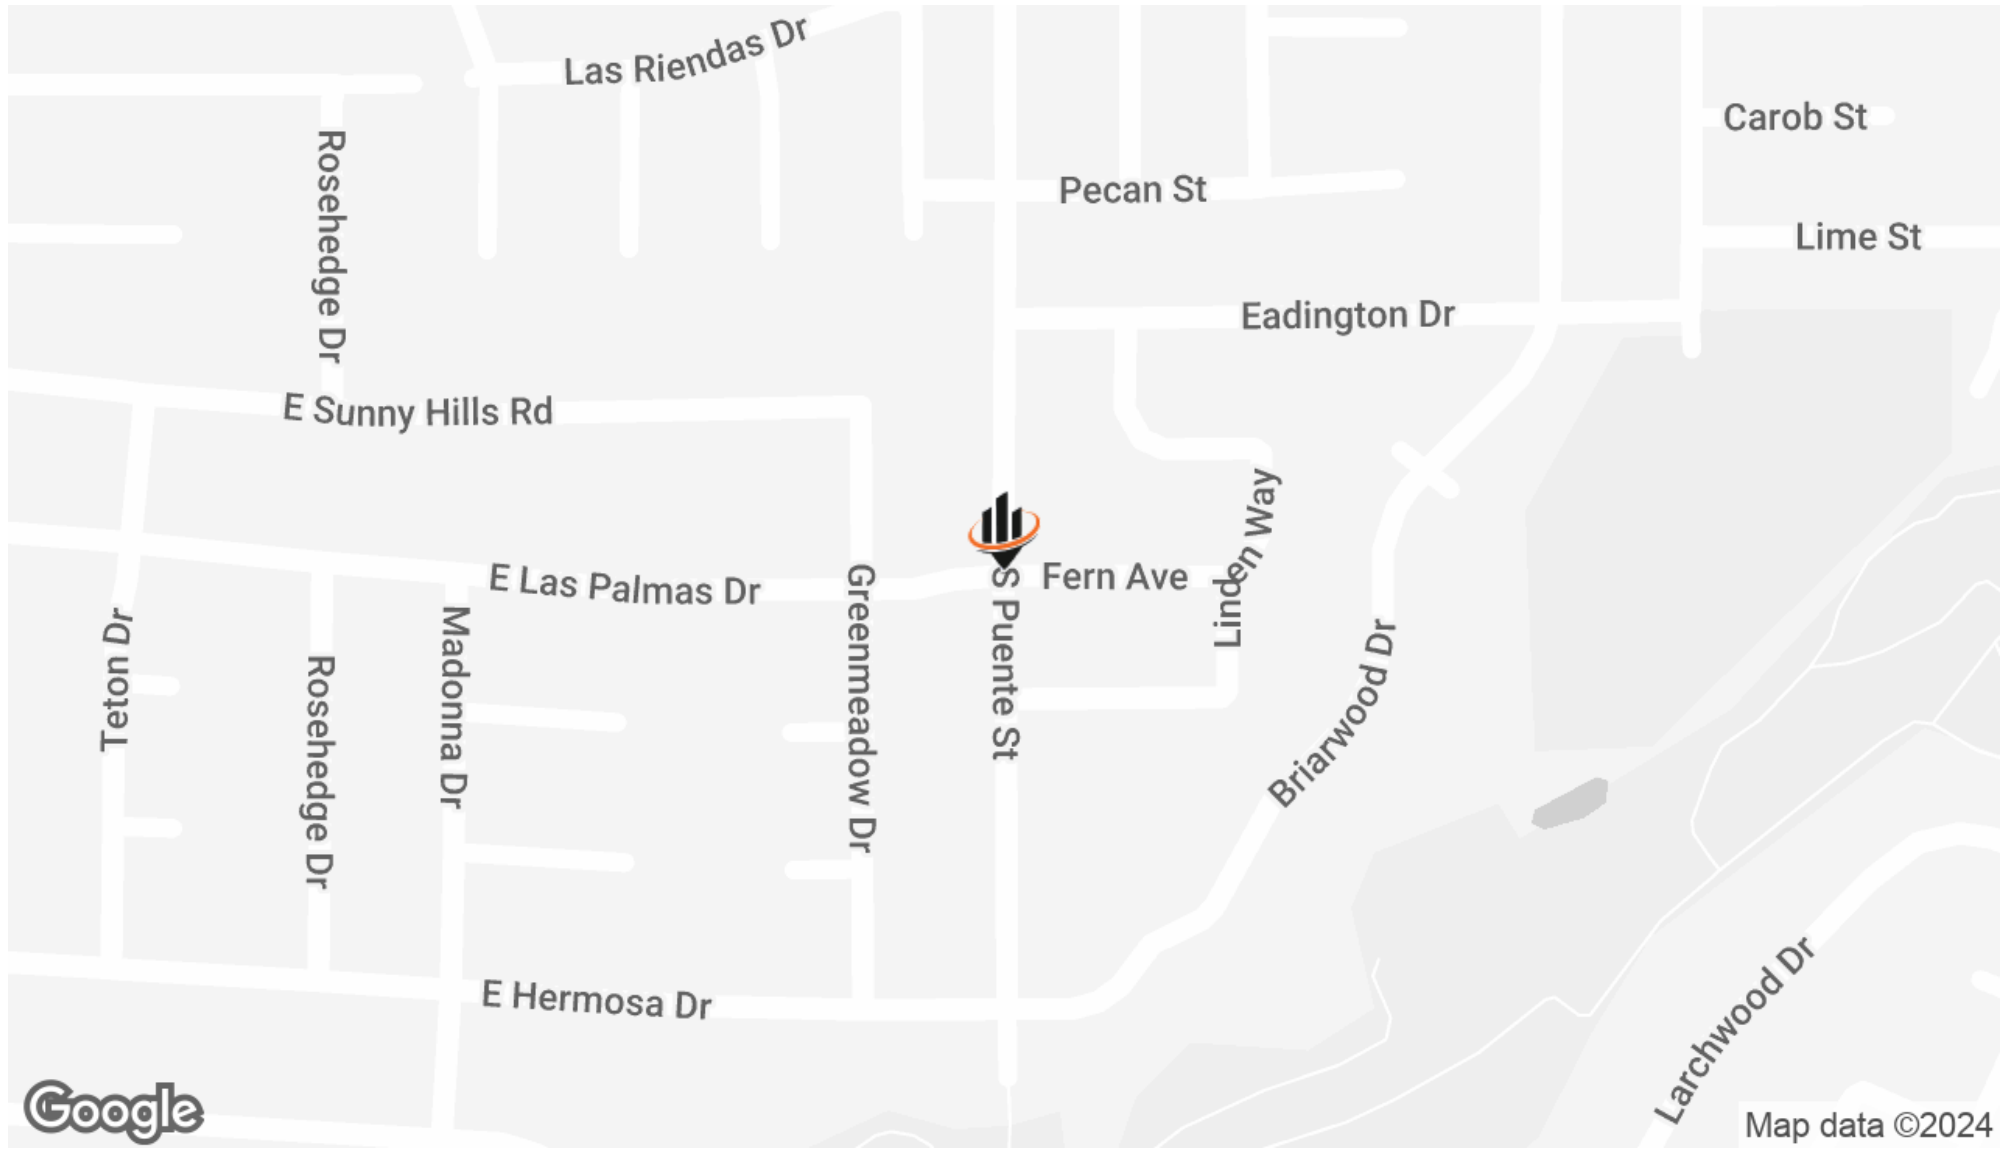 Las Riendas Dr
Carob St
Rosehedge Dr
Pecan St
Lime St
Eadington Dr
E Sunny Hills Rd
Linden Way
E Las Palmas Dr
Fern Ave
Greenmeadow Dr
S Puente St
Teton Dr
Madonna Dr
Rosehedge Dr
Briarwood Dr
E Hermosa Dr
Larchwood Dr
Google
Map data ©2024